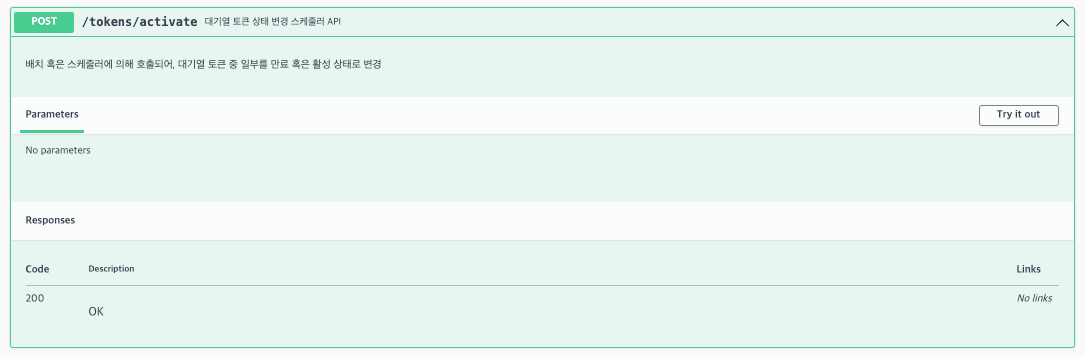 POST /tokens/activate 대기열 토큰 상태 변경 스케줄러 API
배치 혹은 스케줄러에 의해 호출되어, 대기열 토큰 중 일부를 만료 혹은 활성 상태로 변경
Parameters Try it out
No parameters
Responses
Code Description Links
200 No links
OK